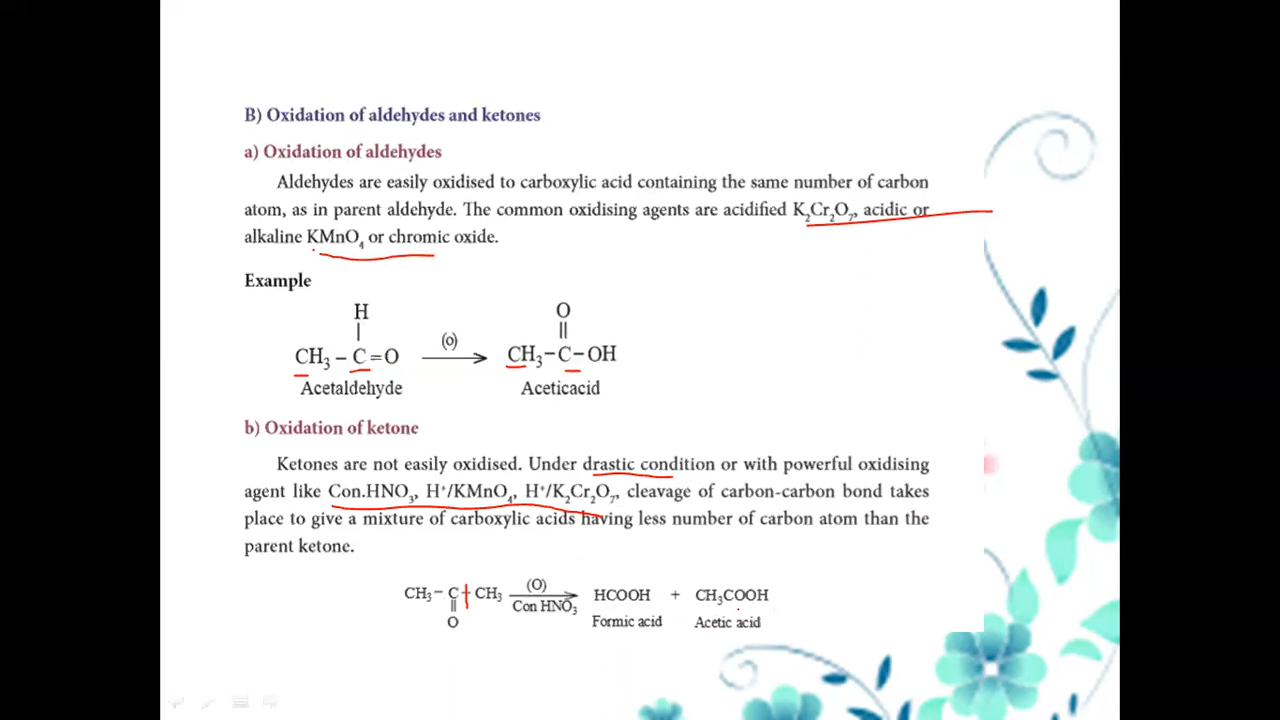 B) Oxidation of aldehydes and ketones
a) Oxidation of aldehydes
Aldehydes are easily oxidised to carboxylic acid containing the same number of carbon
atom, as in parent aldehyde. The common oxidising agents are acidified K₂Cr₂O₇, acidic or
alkaline KMnO₄ or chromic oxide.
Example
H
|
CH₃ – C = O
(o)
⟶
O
||
CH₃ – C – OH
Acetaldehyde
Aceticacid
b) Oxidation of ketone
Ketones are not easily oxidised. Under drastic condition or with powerful oxidising
agent like Con.HNO₃, H⁺/KMnO₄, H⁺/K₂Cr₂O₇, cleavage of carbon-carbon bond takes
place to give a mixture of carboxylic acids having less number of carbon atom than the
parent ketone.
CH₃ – C – CH₃
||
O
(O)
⟶
Con HNO₃
HCOOH + CH₃COOH
Formic acid
Acetic acid